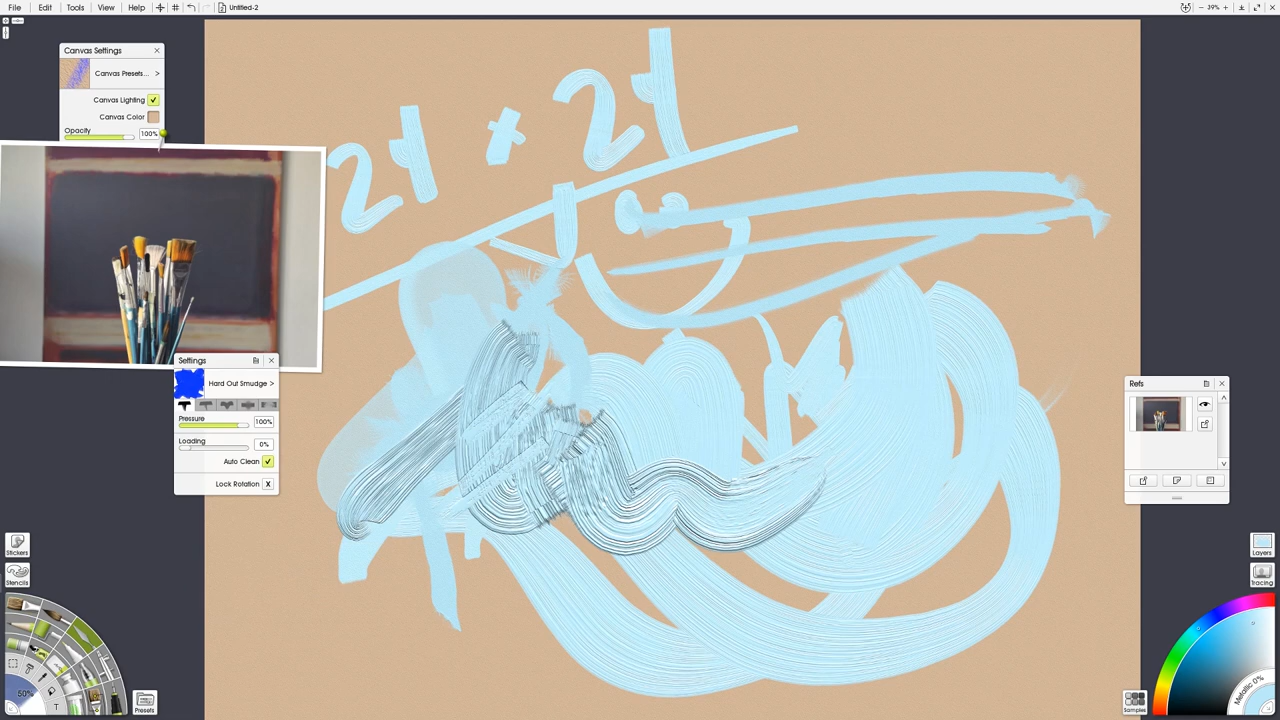 File Edit Tools View Help Untitled-2 39%
Canvas Settings
Canvas Presets... >
Canvas Lighting
Canvas Color
Opacity 100%
21 + 21
Settings
Hard Out Smudge >
Pressure 100%
Loading 0%
Auto Clean
Lock Rotation X
Refs
Stickers
Stencils
Layers
Tracing
50%
T
Presets
Samples
Metallic 0%